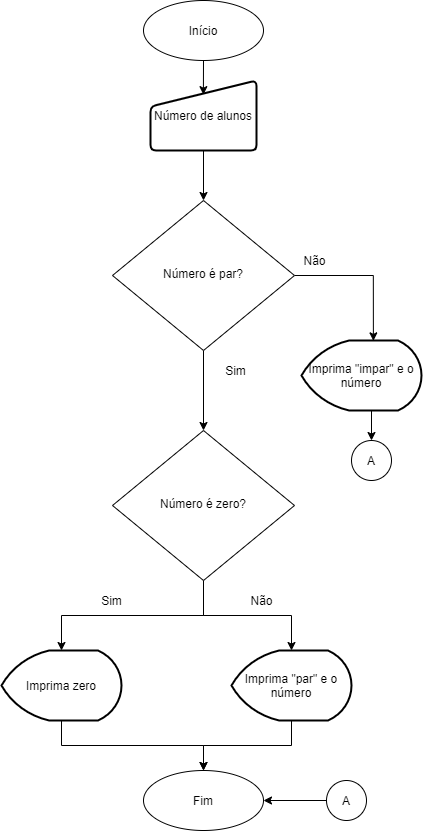 Início
Número de alunos
Número é par?
Não
Sim
Imprima "impar" e o
número
A
Número é zero?
Sim
Não
Imprima zero
Imprima "par" e o
número
Fim
A